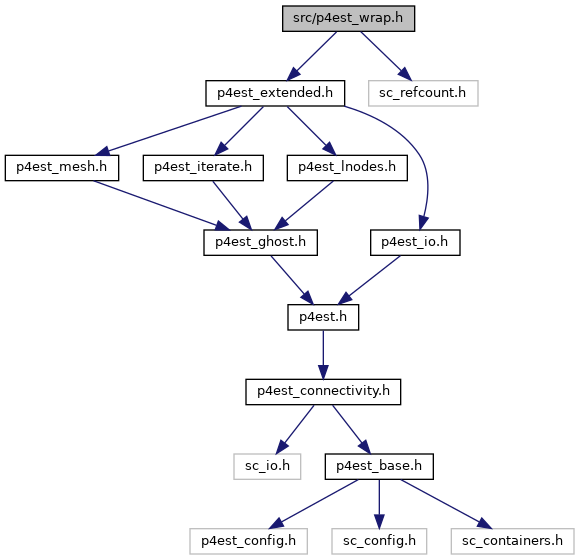 src/p4est_wrap.h
p4est_extended.h
sc_refcount.h
p4est_mesh.h
p4est_iterate.h
p4est_lnodes.h
p4est_ghost.h
p4est_io.h
p4est.h
p4est_connectivity.h
sc_io.h
p4est_base.h
p4est_config.h
sc_config.h
sc_containers.h